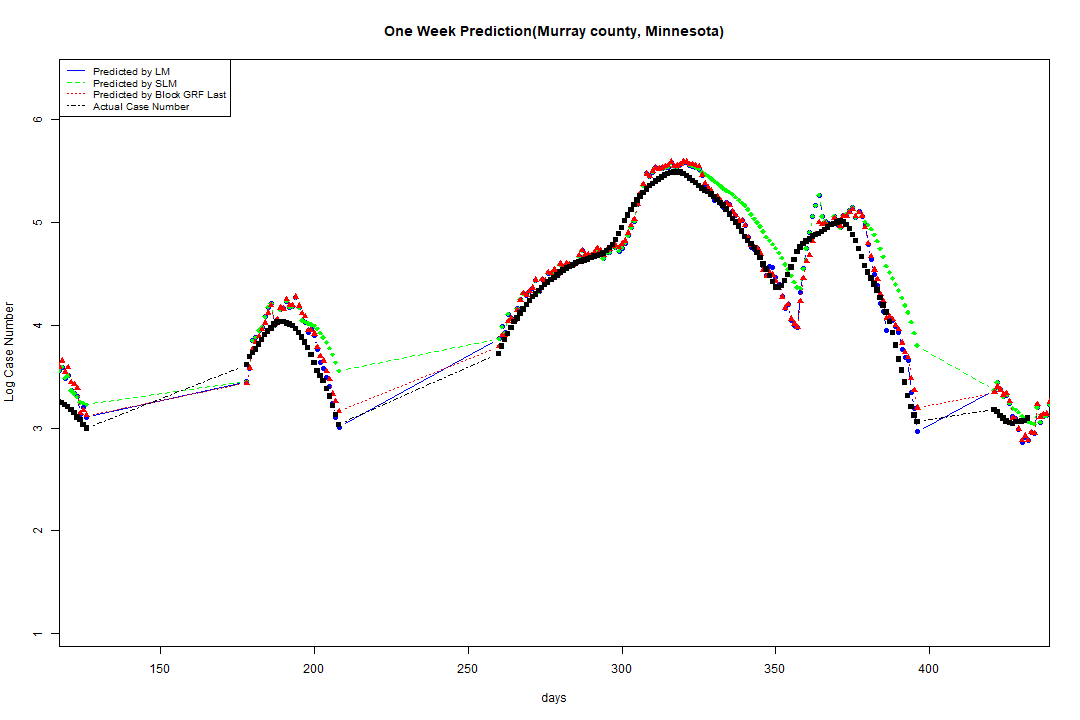 One Week Prediction(Murray county, Minnesota)
Predicted by LM
Predicted by SLM
Predicted by Block GRF Last
Actual Case Number
Log Case Number
6
5
4
3
2
1
150 200 250 300 350 400
days